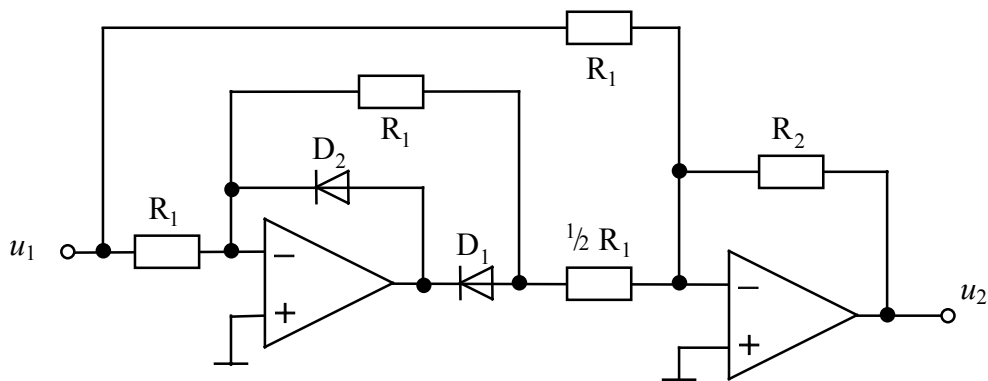 R₁
R₁
R₂
D₂
R₁
D₁
½ R₁
u₁
−
+
−
+
u₂